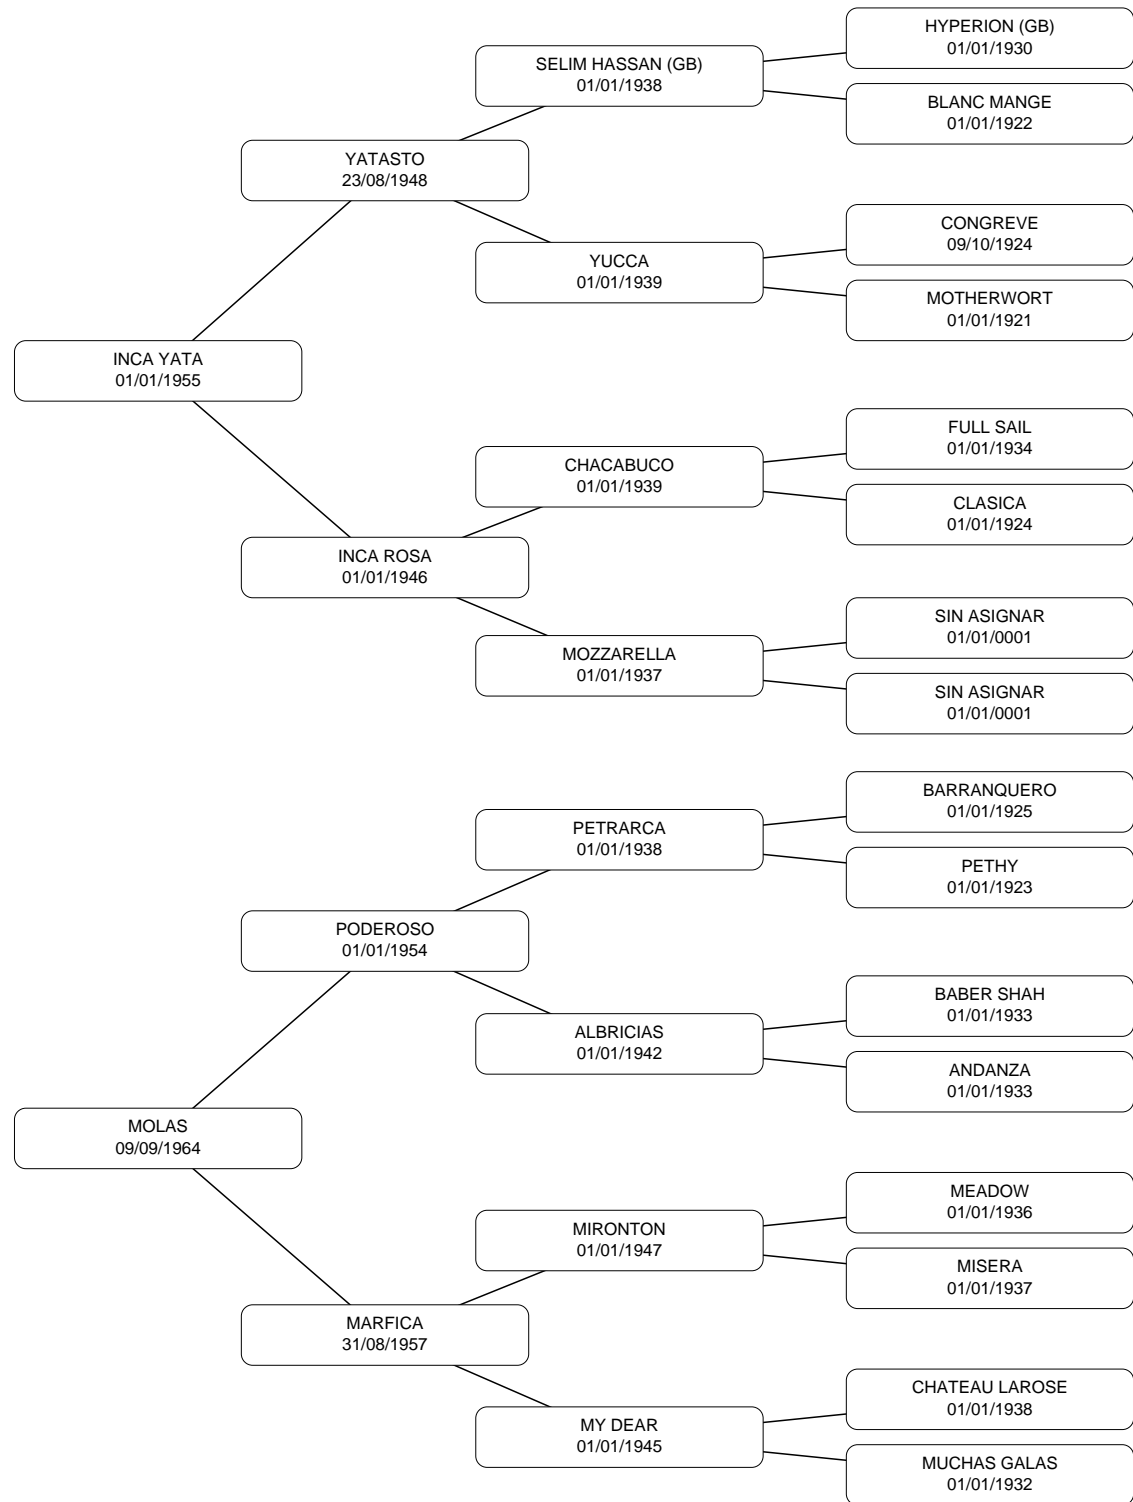 HYPERION (GB)
01/01/1930
SELIM HASSAN (GB)
01/01/1938
BLANC MANGE
01/01/1922
YATASTO
23/08/1948
CONGREVE
09/10/1924
YUCCA
01/01/1939
MOTHERWORT
01/01/1921
INCA YATA
01/01/1955
FULL SAIL
01/01/1934
CHACABUCO
01/01/1939
CLASICA
01/01/1924
INCA ROSA
01/01/1946
SIN ASIGNAR
01/01/0001
MOZZARELLA
01/01/1937
SIN ASIGNAR
01/01/0001
BARRANQUERO
01/01/1925
PETRARCA
01/01/1938
PETHY
01/01/1923
PODEROSO
01/01/1954
BABER SHAH
01/01/1933
ALBRICIAS
01/01/1942
ANDANZA
01/01/1933
MOLAS
09/09/1964
MEADOW
01/01/1936
MIRONTON
01/01/1947
MISERA
01/01/1937
MARFICA
31/08/1957
CHATEAU LAROSE
01/01/1938
MY DEAR
01/01/1945
MUCHAS GALAS
01/01/1932